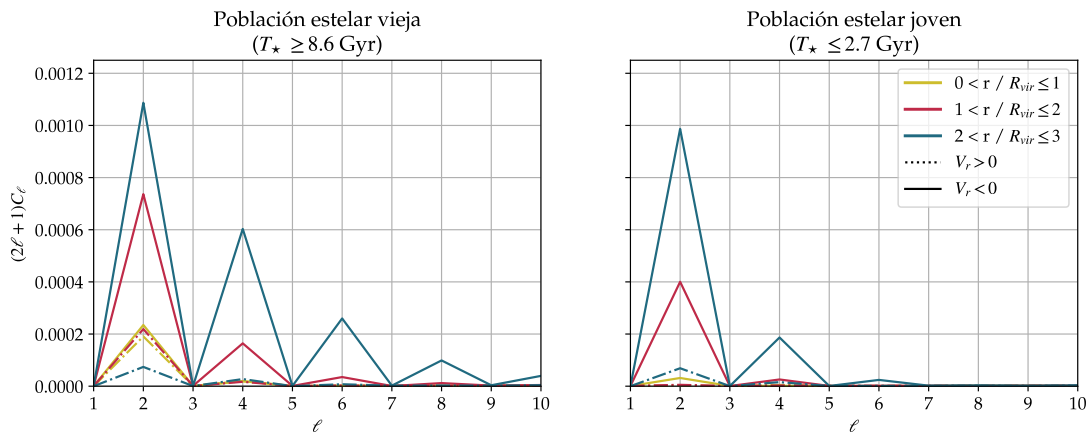 Población estelar vieja
(T⋆ ≥ 8.6 Gyr)
Población estelar joven
(T⋆ ≤ 2.7 Gyr)
(2ℓ + 1)Cℓ
0.0012
0.0010
0.0008
0.0006
0.0004
0.0002
0.0000
1 2 3 4 5 6 7 8 9 10
ℓ
0 < r / Rvir ≤ 1
1 < r / Rvir ≤ 2
2 < r / Rvir ≤ 3
Vr > 0
Vr < 0
1 2 3 4 5 6 7 8 9 10
ℓ